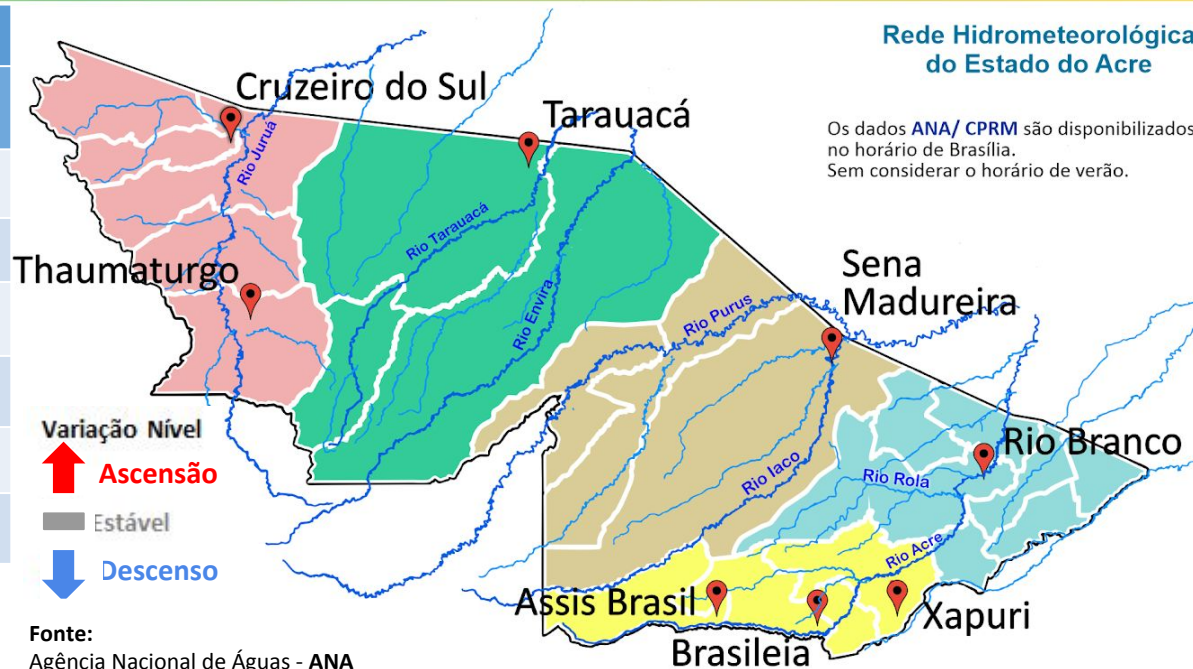 Rede Hidrometeorológica
do Estado do Acre
Os dados ANA/ CPRM são disponibilizados
no horário de Brasília.
Sem considerar o horário de verão.
Cruzeiro do Sul
Tarauacá
Rio Juruá
Rio Tarauacá
Thaumaturgo
Rio Envira
Sena
Madureira
Rio Purus
Variação Nível
Ascensão
Estável
Descenso
Rio Branco
Rio Iaco
Rio Rola
Rio Acre
Assis Brasil
Xapuri
Brasileia
Fonte:
Agência Nacional de Águas - ANA